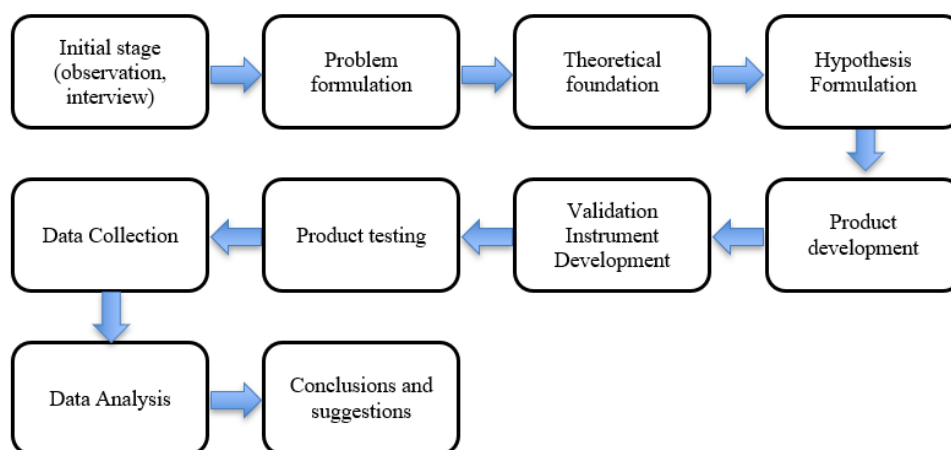 Initial stage
(observation,
interview)
Problem
formulation
Theoretical
foundation
Hypothesis
Formulation
Data Collection
Product testing
Validation
Instrument
Development
Product
development
Data Analysis
Conclusions and
suggestions